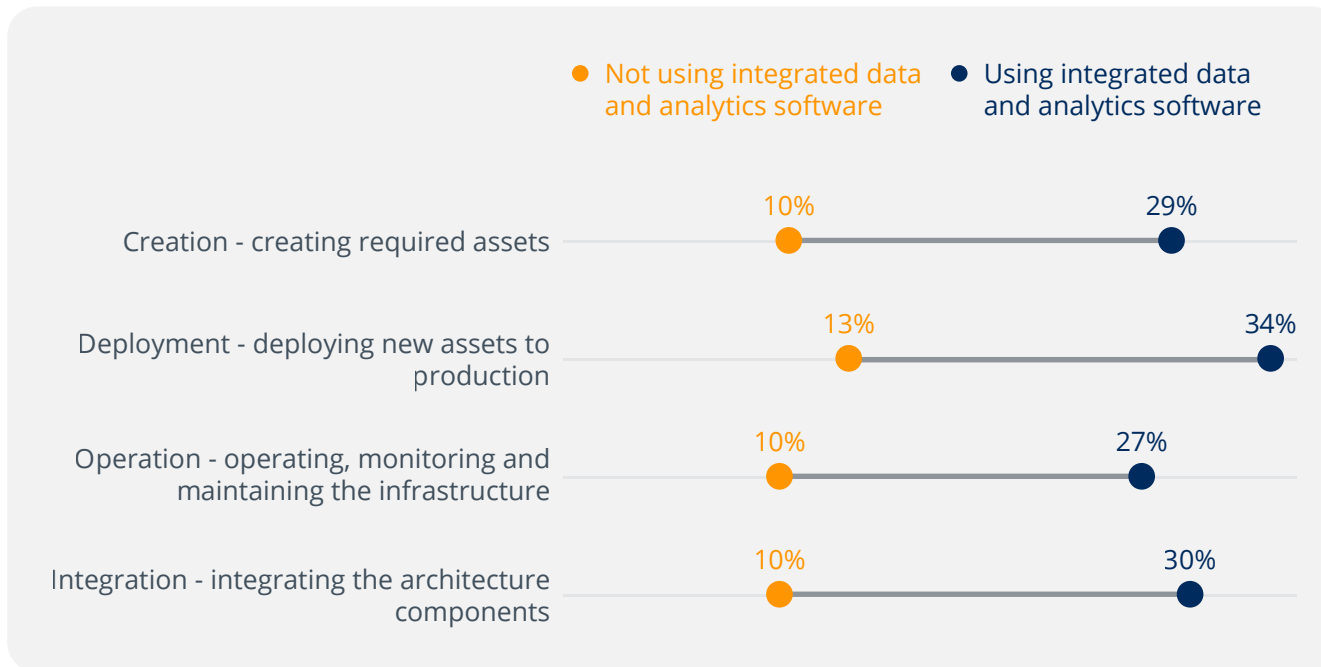 Not using integrated data
and analytics software
Using integrated data
and analytics software
10%
29%
Creation - creating required assets
13%
34%
Deployment - deploying new assets to
production
10%
27%
Operation - operating, monitoring and
maintaining the infrastructure
10%
30%
Integration - integrating the architecture
components